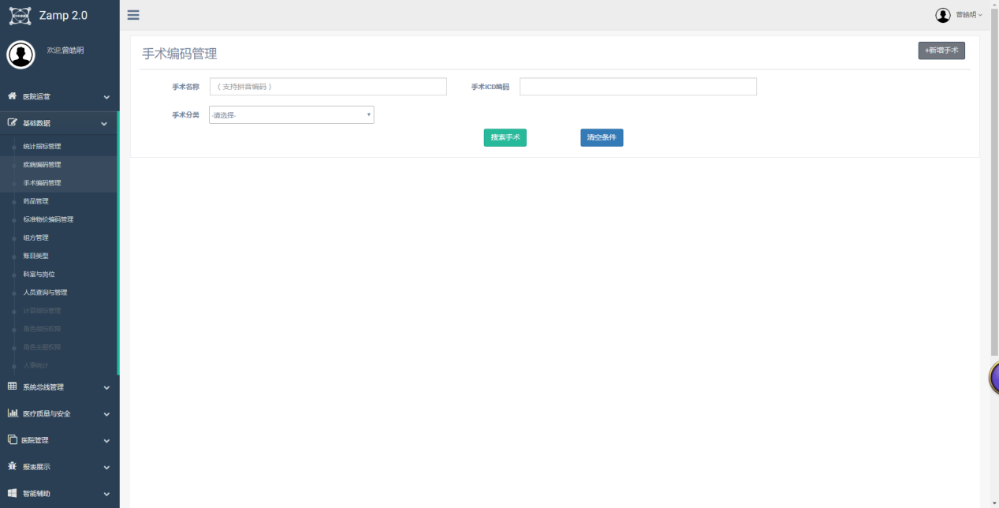 Zamp 2.0
曾皓明
欢迎,曾皓明
手术编码管理
+新增手术
手术名称
（支持拼音编码）
手术ICD编码
手术分类
-请选择-
搜索手术
清空条件
医院运营
基础数据
统计指标管理
疾病编码管理
手术编码管理
药品管理
标准物价编码管理
组方管理
账目类型
科室与岗位
人员查询与管理
计算指标管理
角色指标权限
角色主题权限
人事统计
系统总线管理
医疗质量与安全
医院管理
报表展示
智能辅助